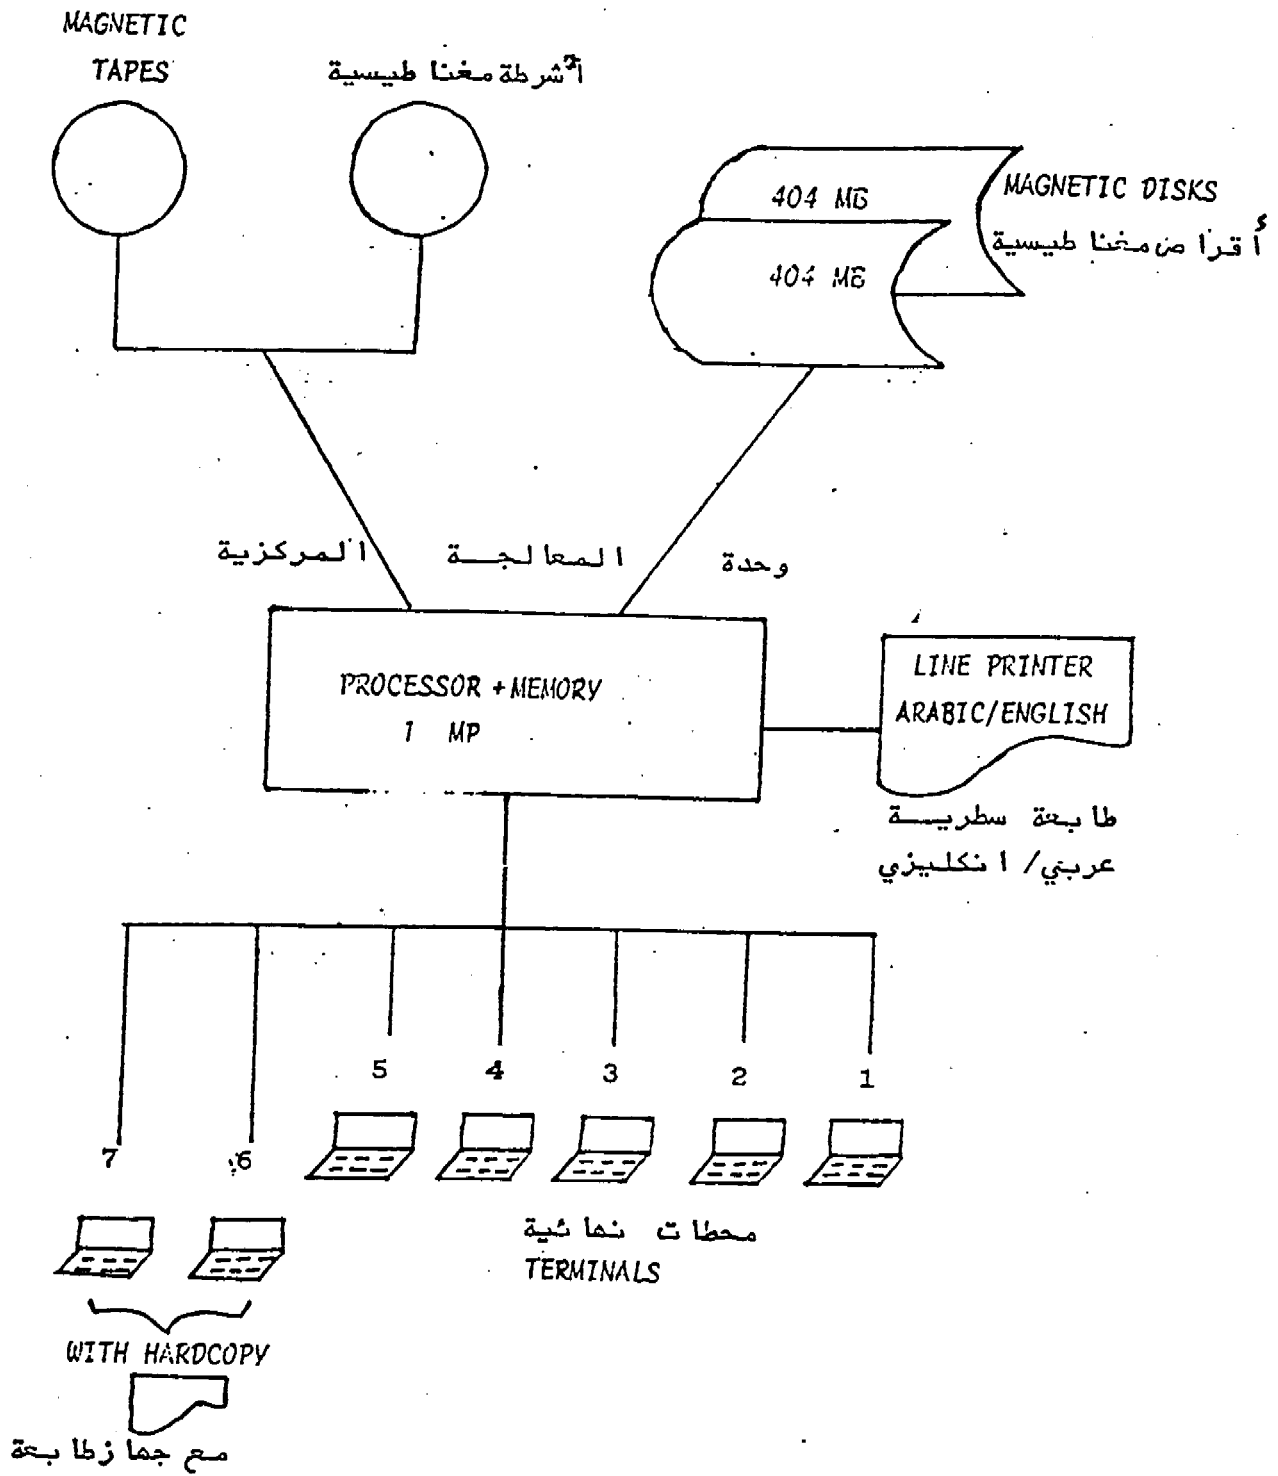 MAGNETIC
TAPES
أشرطة مغناطيسية
404 MB
404 MB
MAGNETIC DISKS
أقراص مغناطيسية
وحدة المعالجة المركزية
PROCESSOR + MEMORY
1 MP
LINE PRINTER
ARABIC/ENGLISH
طابعة سطرية
عربي/انكليزي
5 4 3 2 1
7 6
محطات نهائية
TERMINALS
WITH HARDCOPY
مع جهاز طابعة